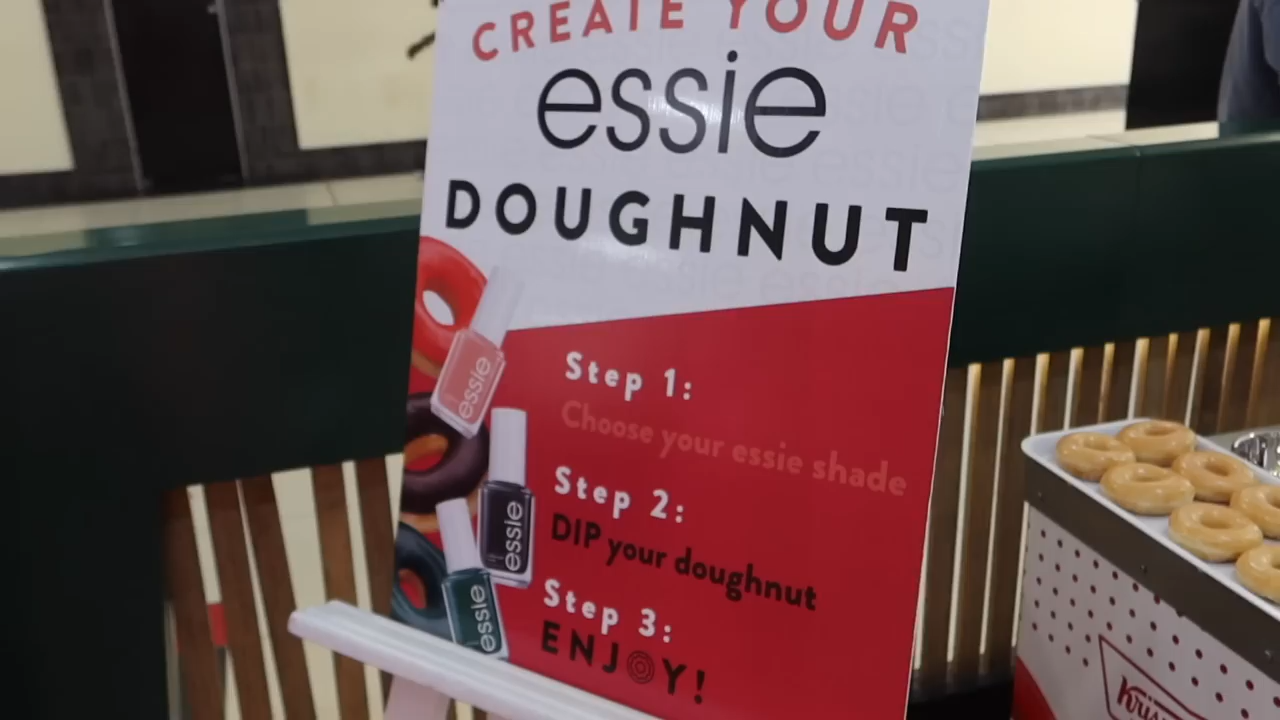 CREATE YOUR
essie
DOUGHNUT
Step 1:
Choose your essie shade
Step 2:
DIP your doughnut
Step 3:
ENJOY!
essie
essie
essie